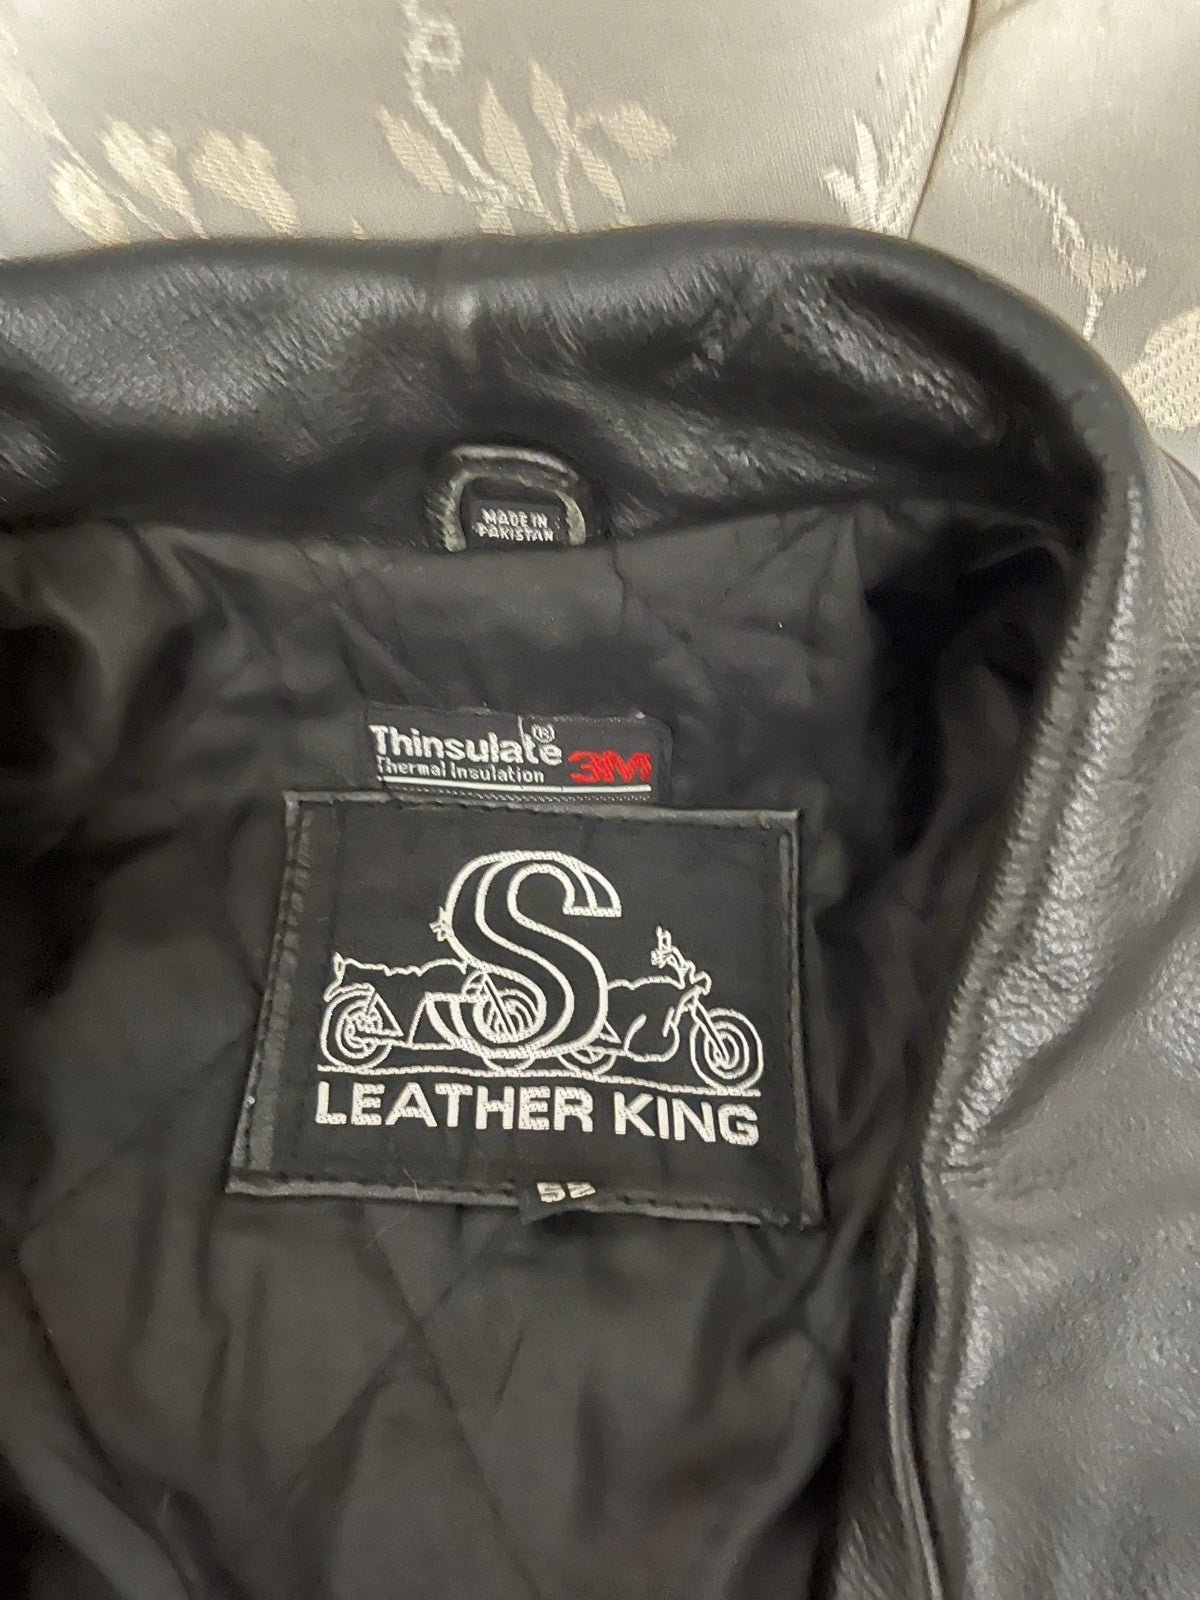 MADE IN
PAKISTAN
Thinsulate®
Thermal Insulation 3M
S
LEATHER KING
52